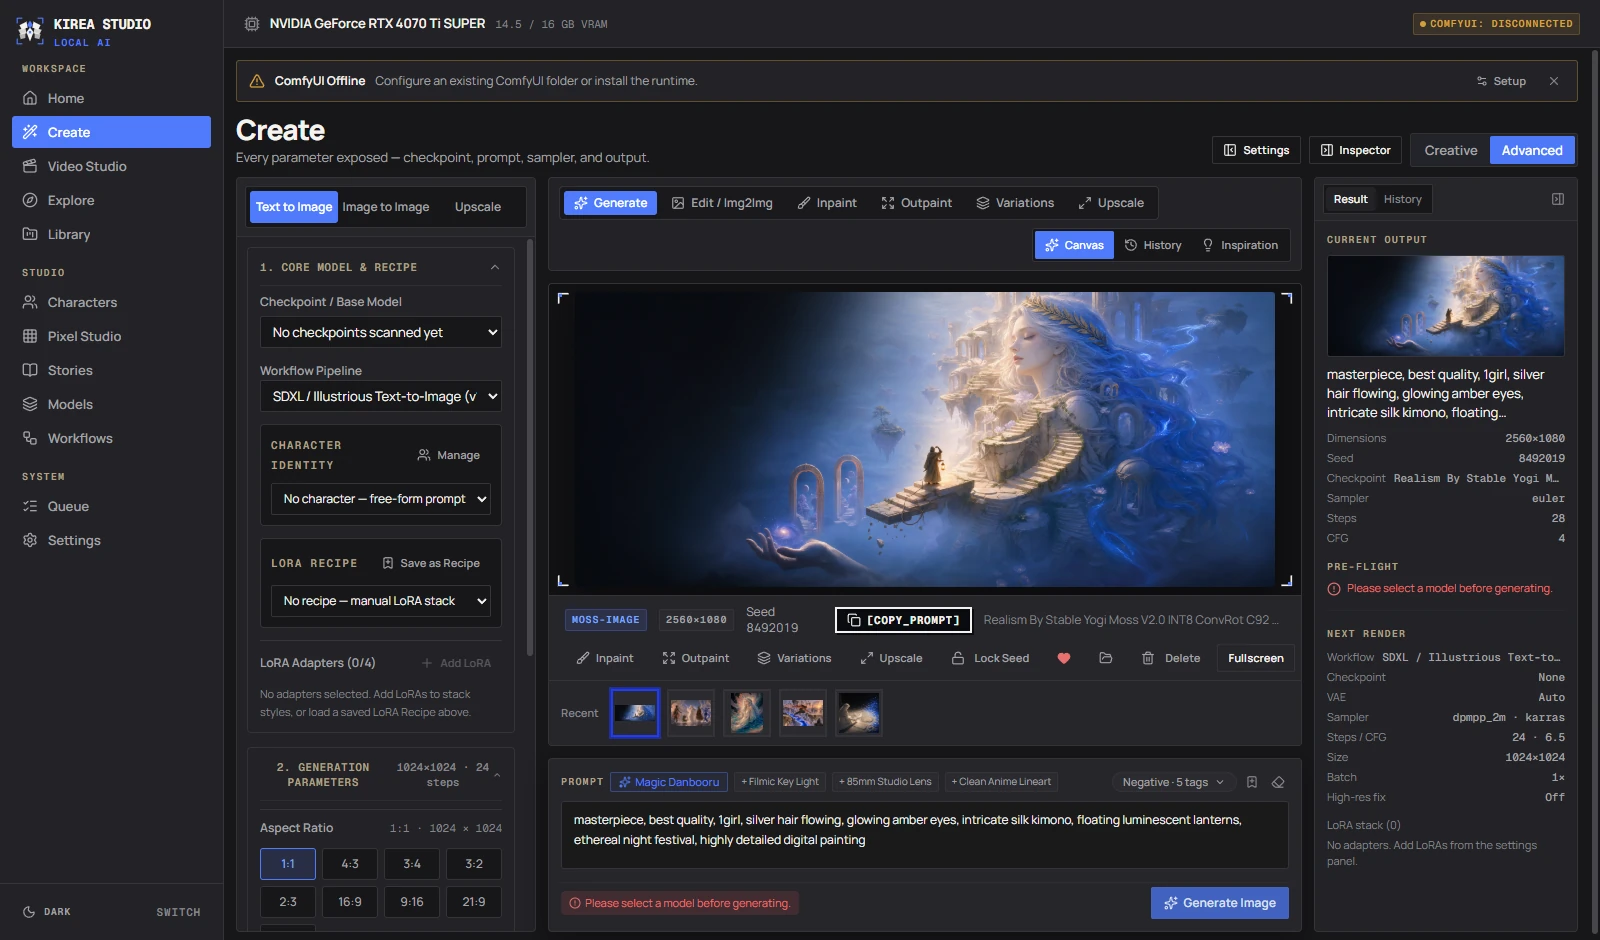 KIREA STUDIO
LOCAL AI
WORKSPACE
Home
Create
Video Studio
Explore
Library
STUDIO
Characters
Pixel Studio
Stories
Models
Workflows
SYSTEM
Queue
Settings
DARK
SWITCH
NVIDIA GeForce RTX 4070 Ti SUPER 14.5 / 16 GB VRAM
COMFYUI: DISCONNECTED
ComfyUI Offline Configure an existing ComfyUI folder or install the runtime.
Setup
Create
Every parameter exposed — checkpoint, prompt, sampler, and output.
Settings
Inspector
Creative
Advanced
Text to Image
Image to Image
Upscale
1. CORE MODEL & RECIPE
Checkpoint / Base Model
No checkpoints scanned yet
Workflow Pipeline
SDXL / Illustrious Text-to-Image (v
CHARACTER
IDENTITY
Manage
No character — free-form prompt
LORA RECIPE
Save as Recipe
No recipe — manual LoRA stack
LoRA Adapters (0/4)
+ Add LoRA
No adapters selected. Add LoRAs to stack
styles, or load a saved LoRA Recipe above.
2. GENERATION
PARAMETERS
1024×1024 · 24
steps
Aspect Ratio
1:1 · 1024 × 1024
1:1
4:3
3:4
3:2
2:3
16:9
9:16
21:9
Generate
Edit / Img2Img
Inpaint
Outpaint
Variations
Upscale
Canvas
History
Inspiration
MOSS-IMAGE
2560×1080
Seed
8492019
[COPY_PROMPT]
Realism By Stable Yogi Moss V2.0 INT8 ConvRot C92 ...
Inpaint
Outpaint
Variations
Upscale
Lock Seed
Delete
Fullscreen
Recent
PROMPT
Magic Danbooru
+ Filmic Key Light
+ 85mm Studio Lens
+ Clean Anime Lineart
Negative · 5 tags
masterpiece, best quality, 1girl, silver hair flowing, glowing amber eyes, intricate silk kimono, floating luminescent lanterns,
ethereal night festival, highly detailed digital painting
Please select a model before generating.
Generate Image
Result
History
CURRENT OUTPUT
masterpiece, best quality, 1girl, silver
hair flowing, glowing amber eyes,
intricate silk kimono, floating...
Dimensions 2560×1080
Seed 8492019
Checkpoint Realism By Stable Yogi M...
Sampler euler
Steps 28
CFG 4
PRE-FLIGHT
Please select a model before generating.
NEXT RENDER
Workflow SDXL / Illustrious Text-to...
Checkpoint None
VAE Auto
Sampler dpmpp_2m · karras
Steps / CFG 24 · 6.5
Size 1024×1024
Batch 1×
High-res fix Off
LoRA stack (0)
No adapters. Add LoRAs from the settings
panel.